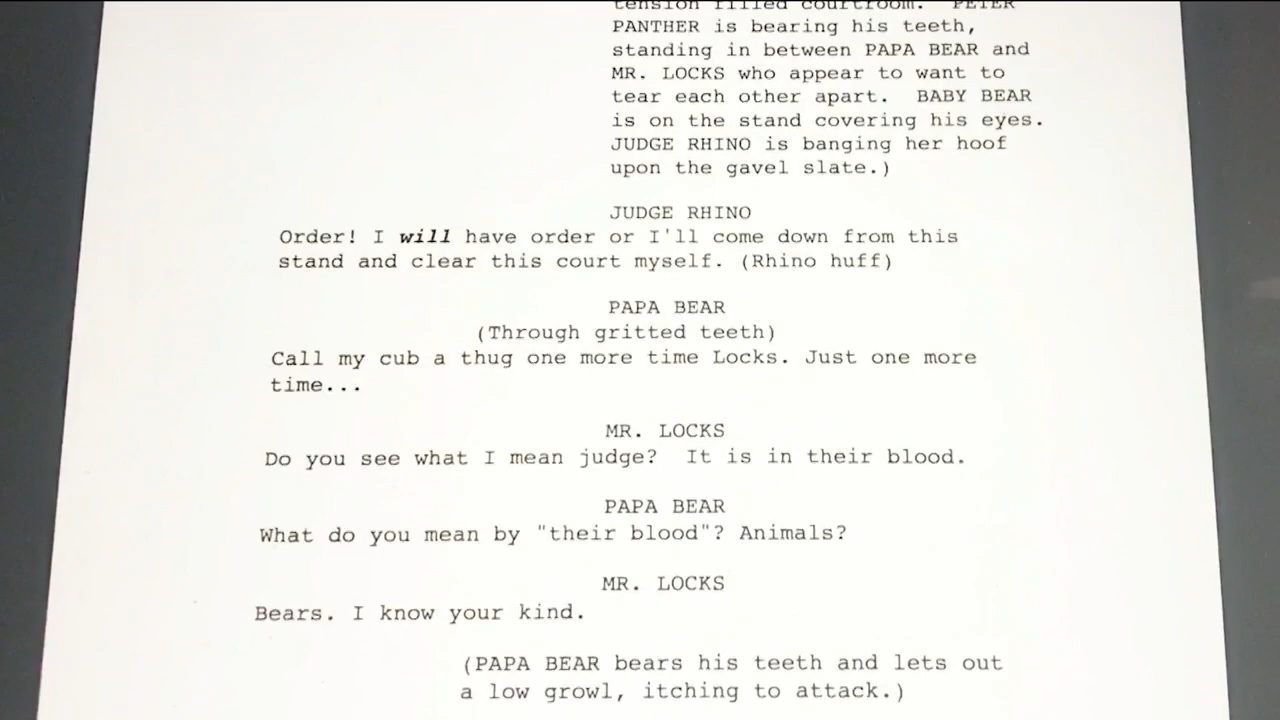 tension filled courtroom.  PETER
PANTHER is bearing his teeth,
standing in between PAPA BEAR and
MR. LOCKS who appear to want to
tear each other apart.  BABY BEAR
is on the stand covering his eyes.
JUDGE RHINO is banging her hoof
upon the gavel slate.)
JUDGE RHINO
Order! I will have order or I'll come down from this
stand and clear this court myself. (Rhino huff)
PAPA BEAR
(Through gritted teeth)
Call my cub a thug one more time Locks. Just one more
time...
MR. LOCKS
Do you see what I mean judge?  It is in their blood.
PAPA BEAR
What do you mean by "their blood"? Animals?
MR. LOCKS
Bears. I know your kind.
(PAPA BEAR bears his teeth and lets out
a low growl, itching to attack.)